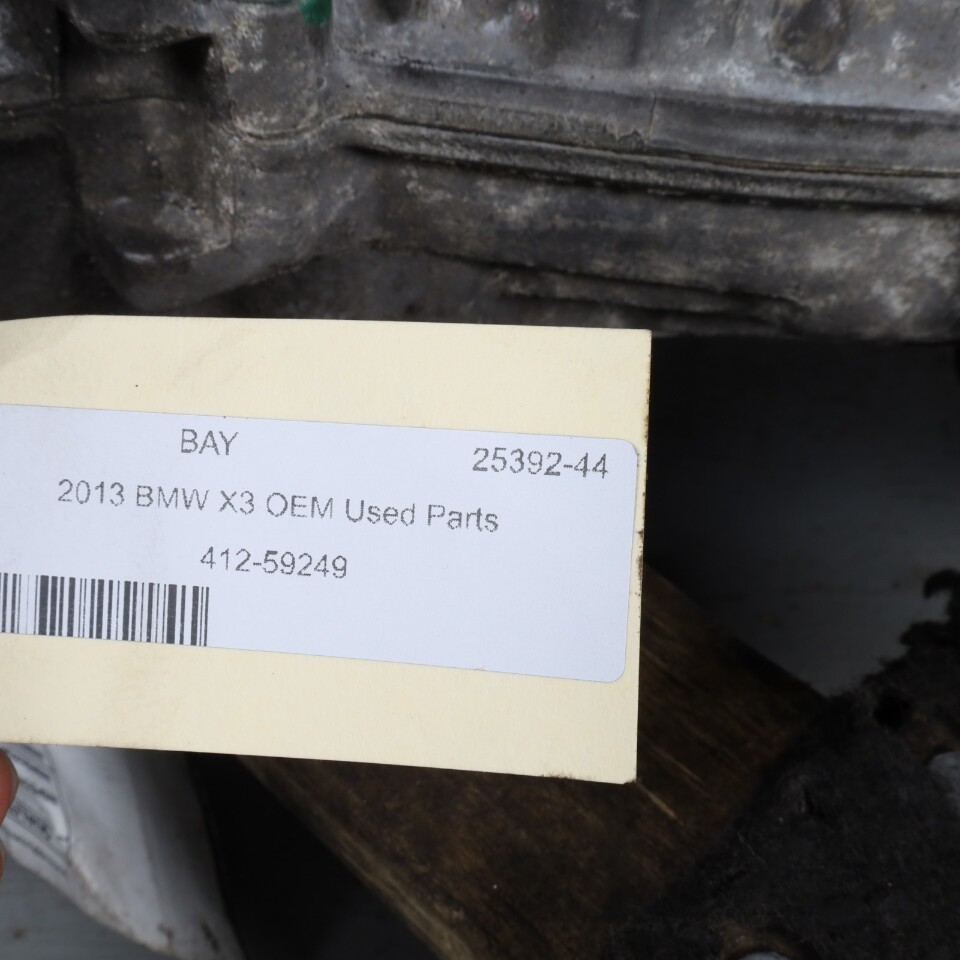 BAY 25392-44
2013 BMW X3 OEM Used Parts
412-59249